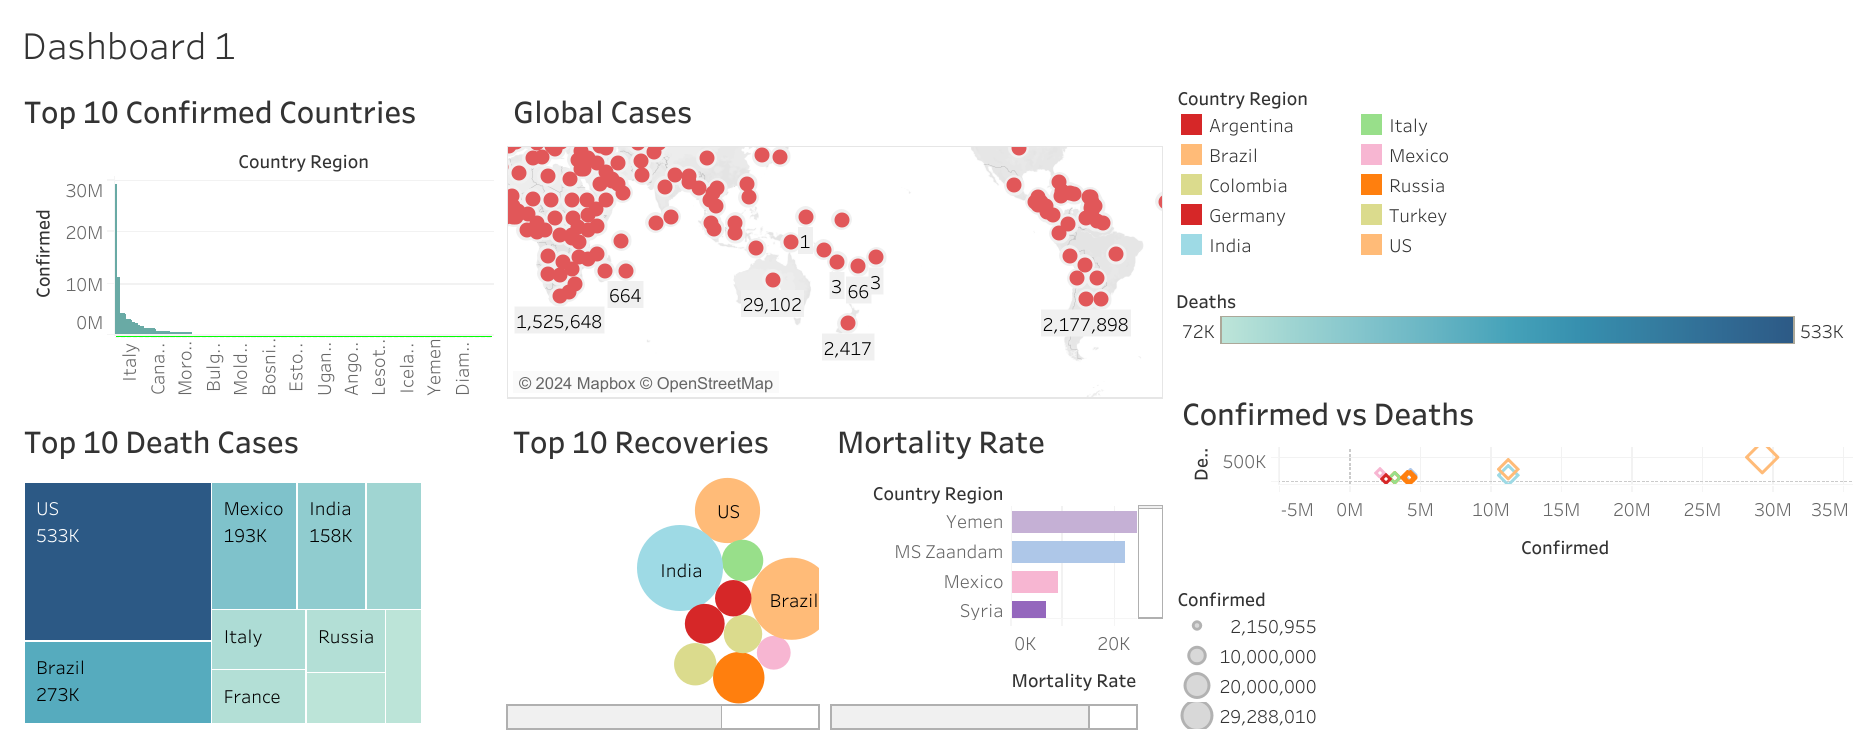 Dashboard 1
Top 10 Confirmed Countries
Country Region
Confirmed
30M
20M
10M
0M
Italy
Cana..
Moro..
Bulg..
Mold..
Bosni..
Esto..
Ugan..
Ango..
Lesot..
Icela..
Yemen
Diam..
Global Cases
1
664
3
66
3
29,102
1,525,648
2,177,898
2,417
© 2024 Mapbox © OpenStreetMap
Country Region
Argentina
Italy
Brazil
Mexico
Colombia
Russia
Germany
Turkey
India
US
Deaths
72K
533K
Top 10 Death Cases
US
533K
Mexico
193K
India
158K
Italy
Russia
Brazil
273K
France
Top 10 Recoveries
US
India
Brazil
Mortality Rate
Country Region
Yemen
MS Zaandam
Mexico
Syria
0K
20K
Mortality Rate
Confirmed vs Deaths
De..
500K
-5M
0M
5M
10M
15M
20M
25M
30M
35M
Confirmed
Confirmed
2,150,955
10,000,000
20,000,000
29,288,010